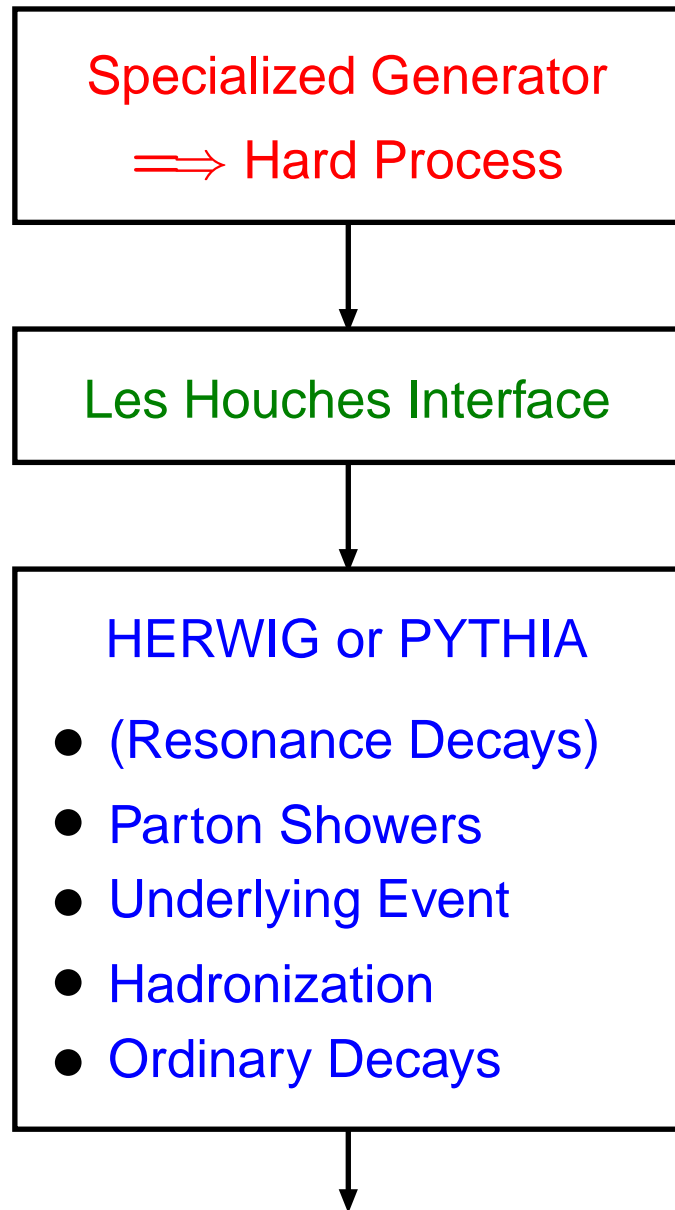 Specialized Generator
⟹ Hard Process
Les Houches Interface
HERWIG or PYTHIA
● (Resonance Decays)
● Parton Showers
● Underlying Event
● Hadronization
● Ordinary Decays